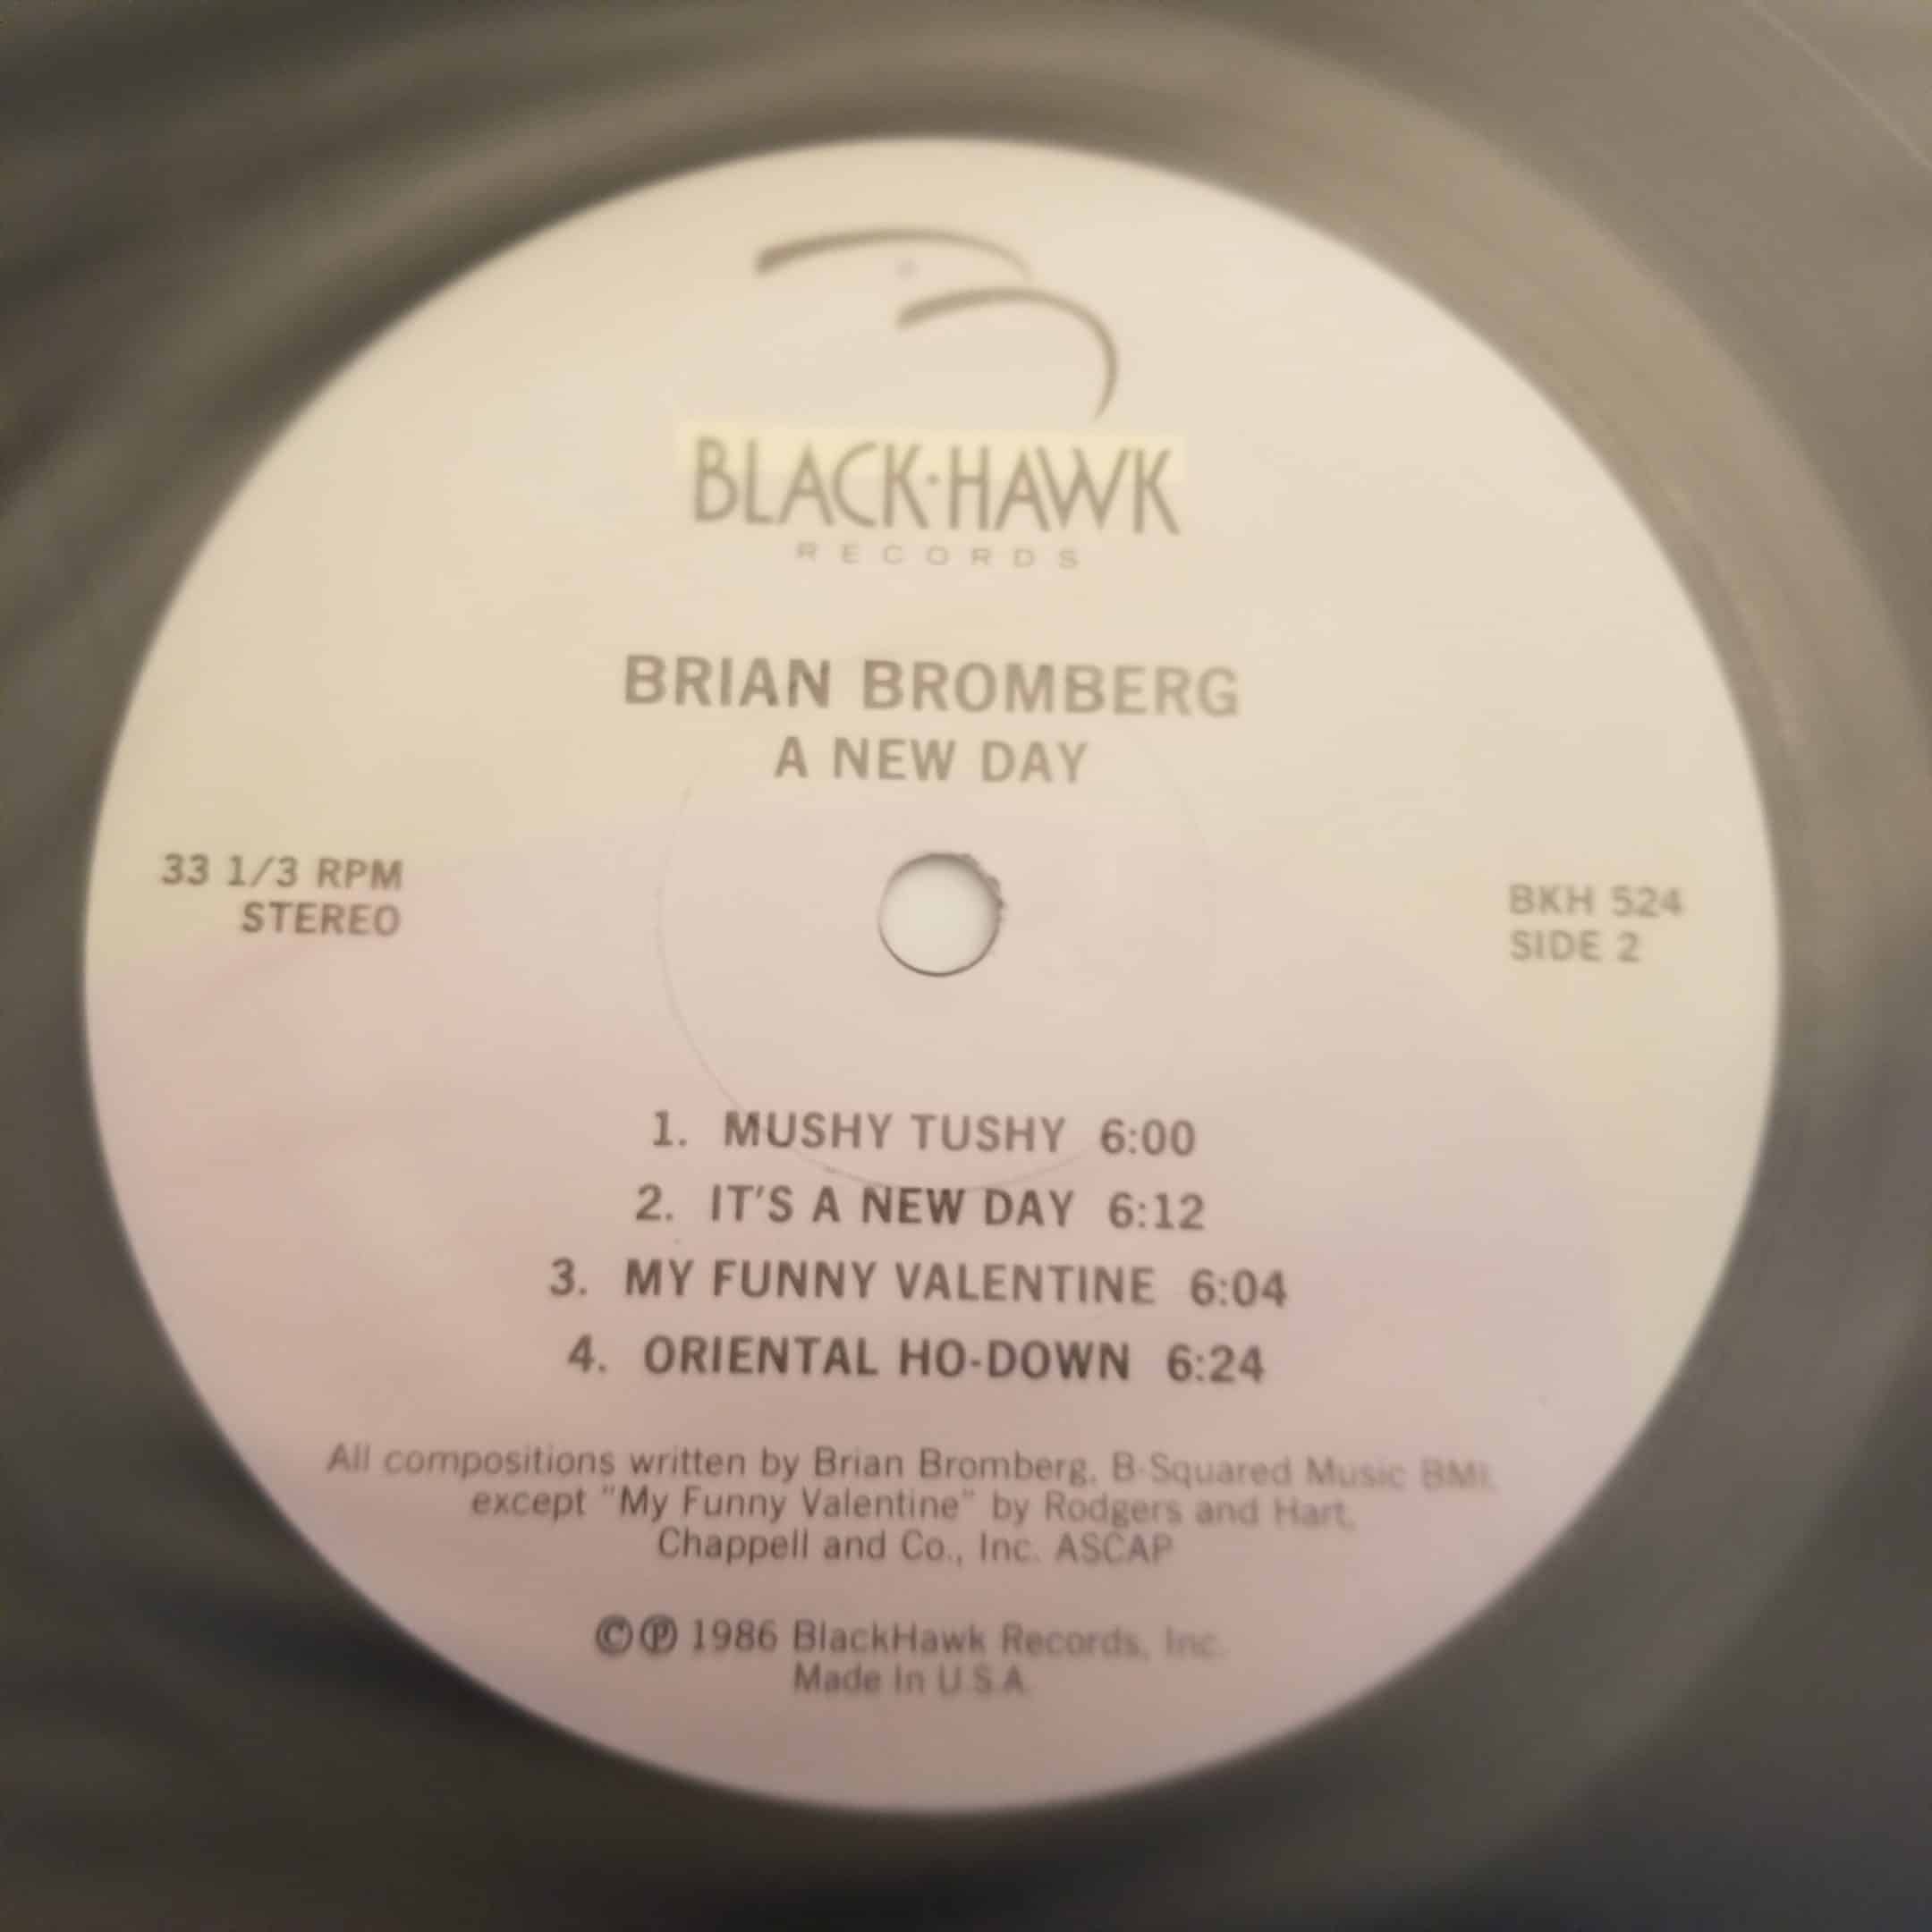 BLACK·HAWK
RECORDS
BRIAN BROMBERG
A NEW DAY
33 1/3 RPM
STEREO
BKH 524
SIDE 2
1. MUSHY TUSHY 6:00
2. IT'S A NEW DAY 6:12
3. MY FUNNY VALENTINE 6:04
4. ORIENTAL HO-DOWN 6:24
All compositions written by Brian Bromberg, B-Squared Music BMI,
except "My Funny Valentine" by Rodgers and Hart,
Chappell and Co., Inc. ASCAP
©℗ 1986 BlackHawk Records, Inc.
Made In U.S.A.